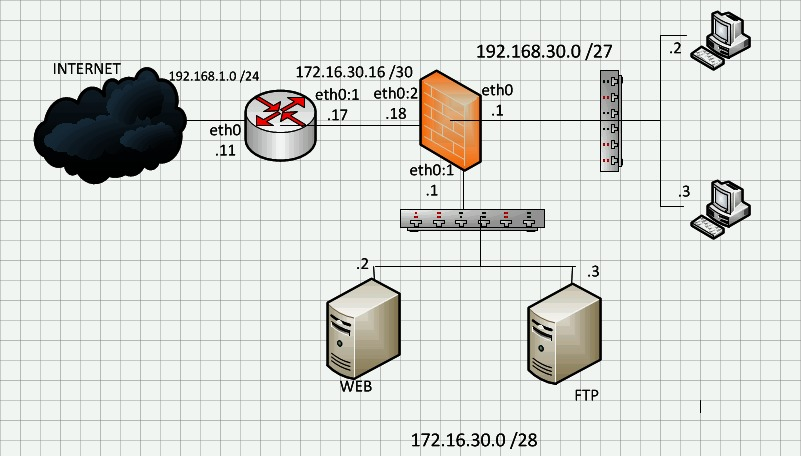 INTERNET
192.168.1.0 /24
172.16.30.16 /30
192.168.30.0 /27
eth0
.11
eth0:1
.17
eth0:2
.18
eth0
.1
eth0:1
.1
.2
.3
.2
.3
WEB
FTP
172.16.30.0 /28